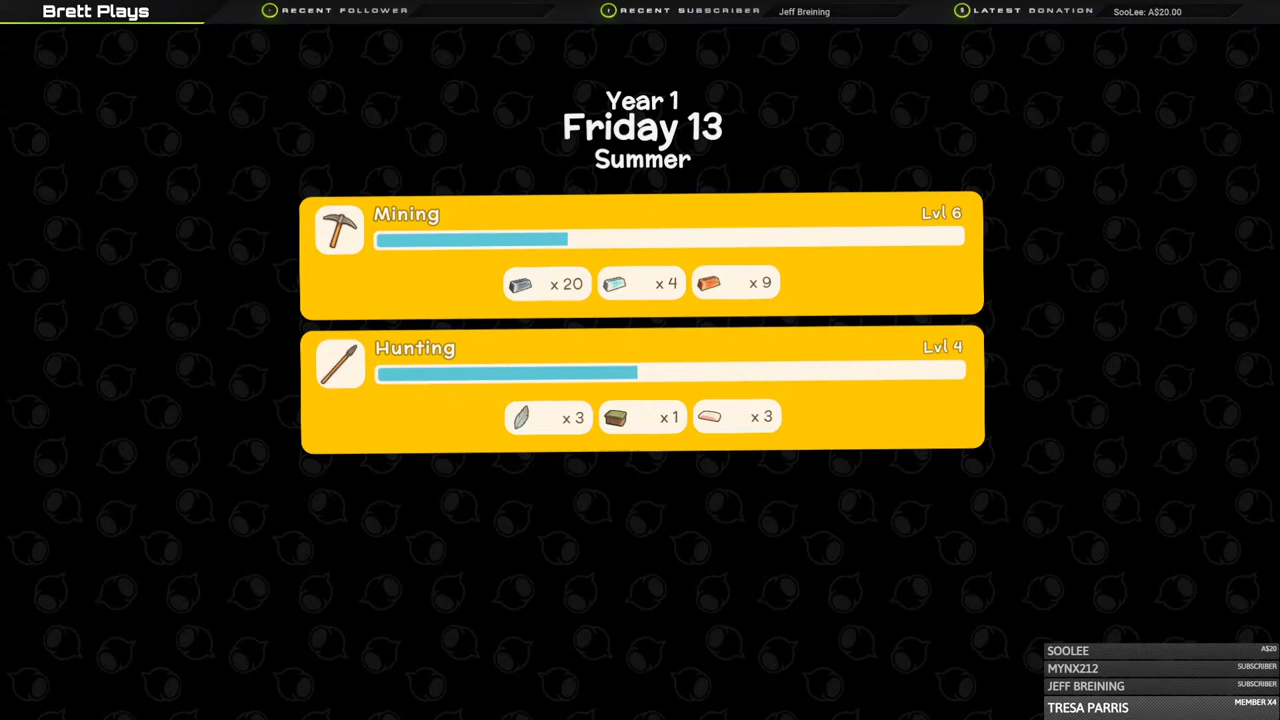 Brett Plays
RECENT FOLLOWER
RECENT SUBSCRIBER
Jeff Breining
LATEST DONATION
SooLee: A$20.00
Year 1
Friday 13
Summer
Mining
Lvl 6
x 20
x 4
x 9
Hunting
Lvl 4
x 3
x 1
x 3
SOOLEE A$20
MYNX212 SUBSCRIBER
JEFF BREINING SUBSCRIBER
TRESA PARRIS MEMBER X4